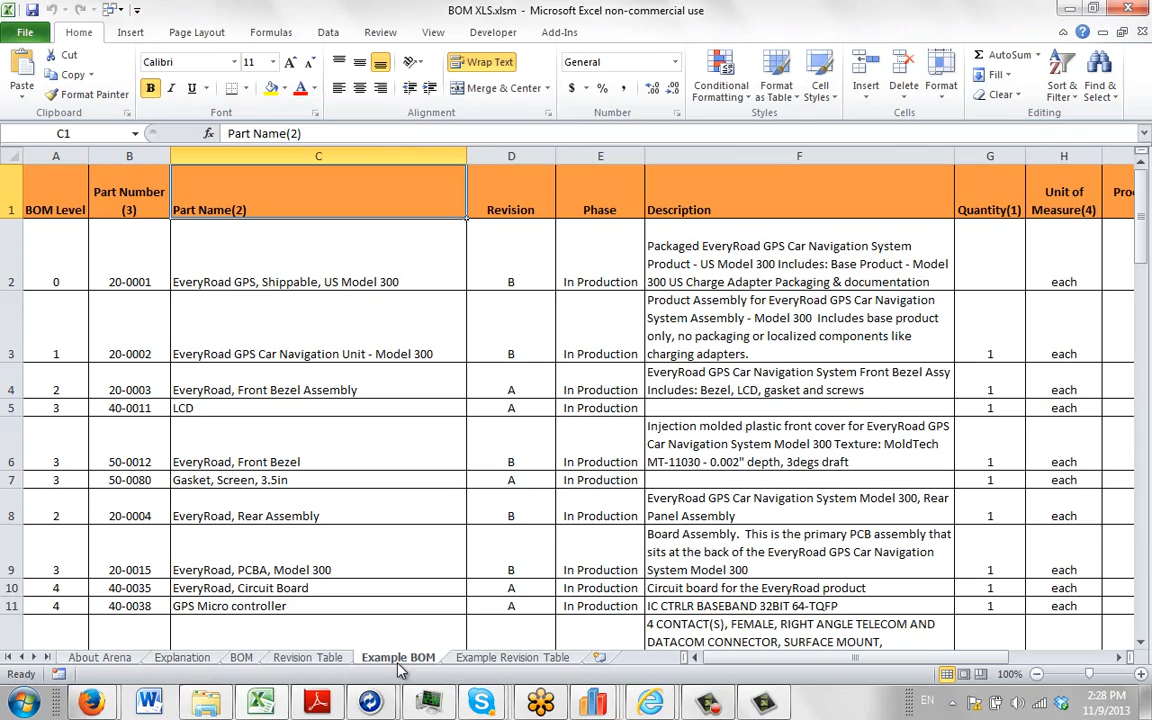 BOM XLS.xlsm - Microsoft Excel non-commercial use
File Home Insert Page Layout Formulas Data Review View Developer Add-Ins
Paste
Cut
Copy
Format Painter
Clipboard
Calibri 11
B I U
Font
Wrap Text
Merge & Center
Alignment
General
$ % ,
Number
Conditional Formatting
Format as Table
Cell Styles
Styles
Insert Delete Format
Cells
AutoSum
Fill
Clear
Sort & Filter
Find & Select
Editing
C1 fx Part Name(2)
A B C D E F G H
1 BOM Level Part Number (3) Part Name(2) Revision Phase Description Quantity(1) Unit of Measure(4) Pro
2 0 20-0001 EveryRoad GPS, Shippable, US Model 300 B In Production Packaged EveryRoad GPS Car Navigation System
Product - US Model 300 Includes: Base Product - Model
300 US Charge Adapter Packaging & documentation each
3 1 20-0002 EveryRoad GPS Car Navigation Unit - Model 300 B In Production Product Assembly for EveryRoad GPS Car Navigation
System Assembly - Model 300 Includes base product
only, no packaging or localized components like
charging adapters. 1 each
4 2 20-0003 EveryRoad, Front Bezel Assembly A In Production EveryRoad GPS Car Navigation System Front Bezel Assy
Includes: Bezel, LCD, gasket and screws 1 each
5 3 40-0011 LCD A In Production 1 each
6 3 50-0012 EveryRoad, Front Bezel B In Production Injection molded plastic front cover for EveryRoad GPS
Car Navigation System Model 300 Texture: MoldTech
MT-11030 - 0.002" depth, 3degs draft 1 each
7 3 50-0080 Gasket, Screen, 3.5in A In Production 1 each
8 2 20-0004 EveryRoad, Rear Assembly B In Production EveryRoad GPS Car Navigation System Model 300, Rear
Panel Assembly 1 each
9 3 20-0015 EveryRoad, PCBA, Model 300 B In Production Board Assembly. This is the primary PCB assembly that
sits at the back of the EveryRoad GPS Car Navigation
System Model 300 1 each
10 4 40-0035 EveryRoad, Circuit Board A In Production Circuit board for the EveryRoad product 1 each
11 4 40-0038 GPS Micro controller A In Production IC CTRLR BASEBAND 32BIT 64-TQFP 1 each
4 CONTACT(S), FEMALE, RIGHT ANGLE TELECOM AND
DATACOM CONNECTOR, SURFACE MOUNT,
About Arena Explanation BOM Revision Table Example BOM Example Revision Table
Ready 100%
EN 2:28 PM
11/9/2013